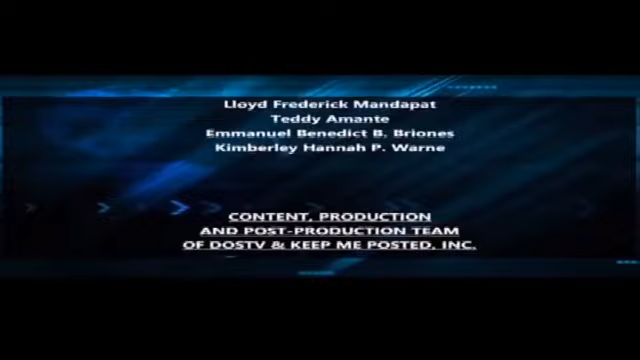 Lloyd Frederick Mandapat
Teddy Amante
Emmanuel Benedict B. Briones
Kimberley Hannah P. Warne
CONTENT, PRODUCTION
AND POST-PRODUCTION TEAM
OF DOSTV & KEEP ME POSTED, INC.